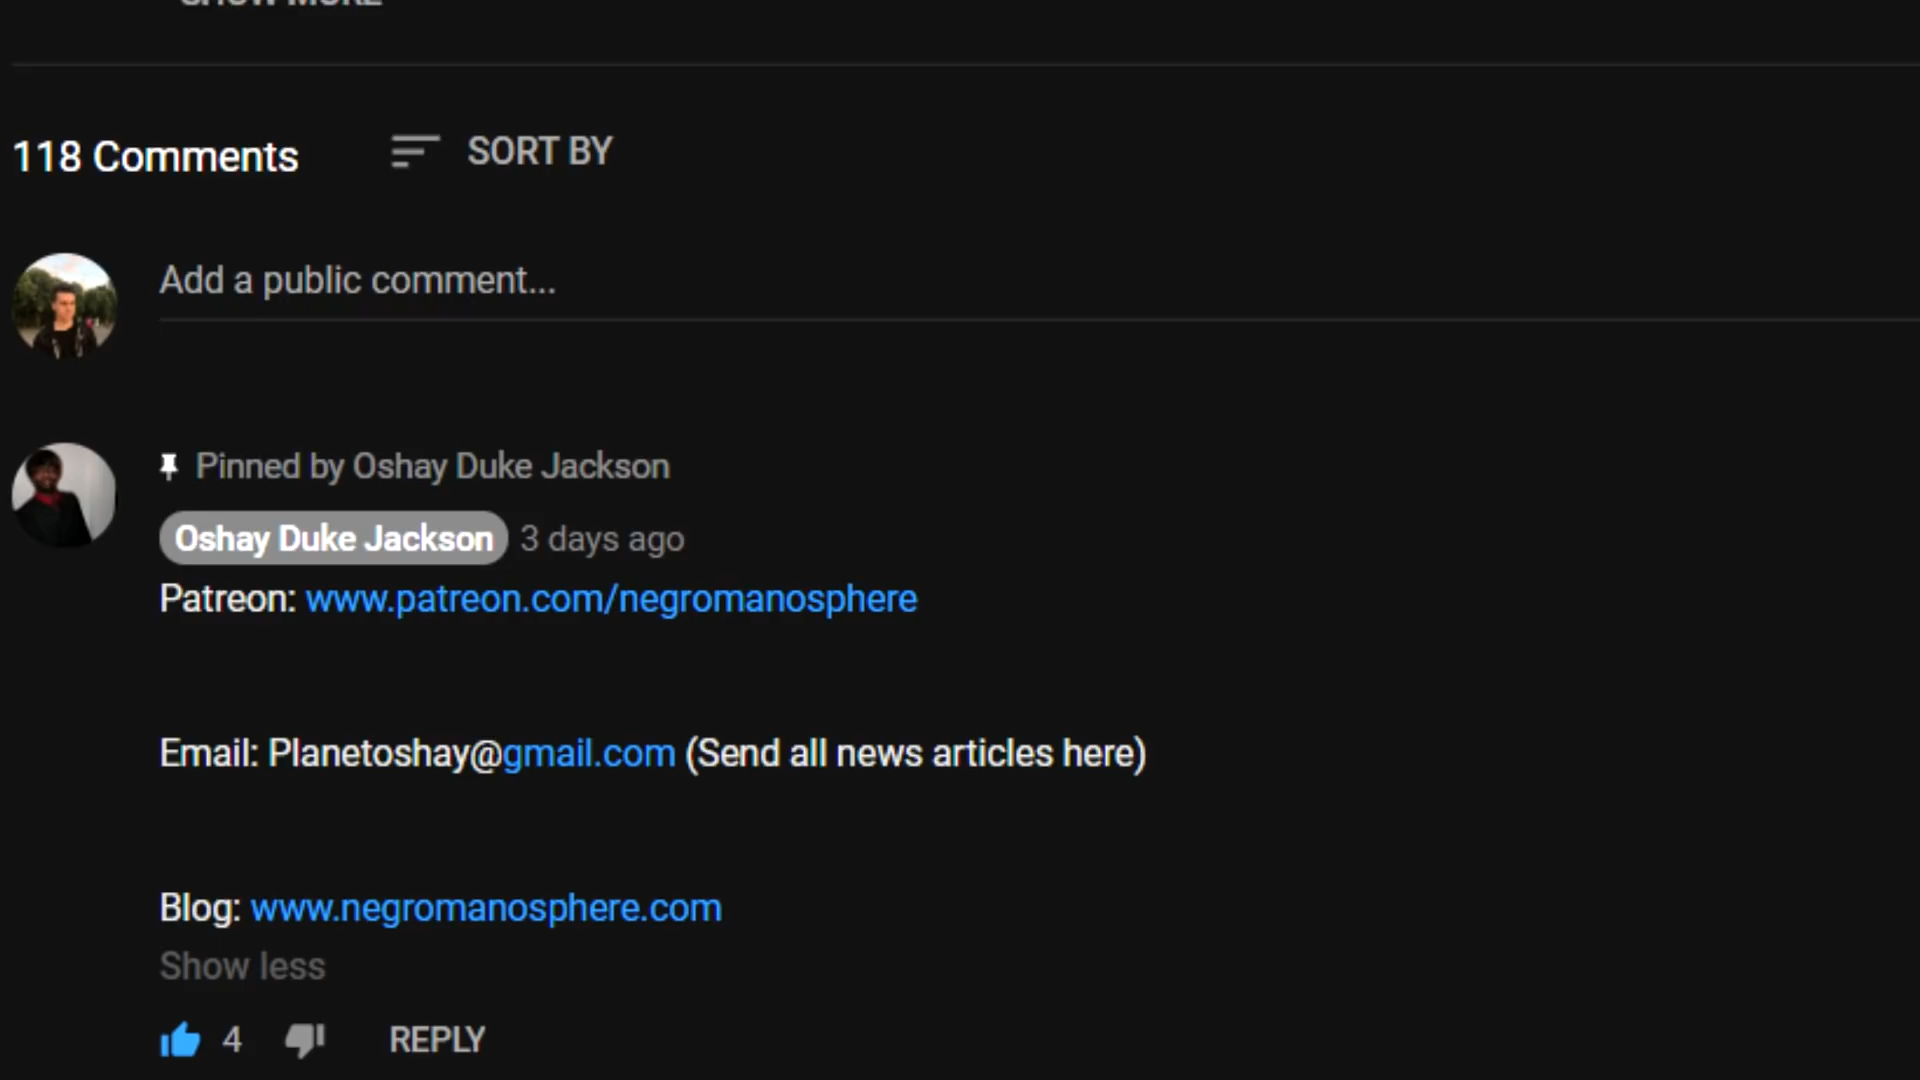 SHOW MORE
118 Comments
SORT BY
Add a public comment...
Pinned by Oshay Duke Jackson
Oshay Duke Jackson 3 days ago
Patreon: www.patreon.com/negromanosphere
Email: Planetoshay@gmail.com (Send all news articles here)
Blog: www.negromanosphere.com
Show less
4 REPLY